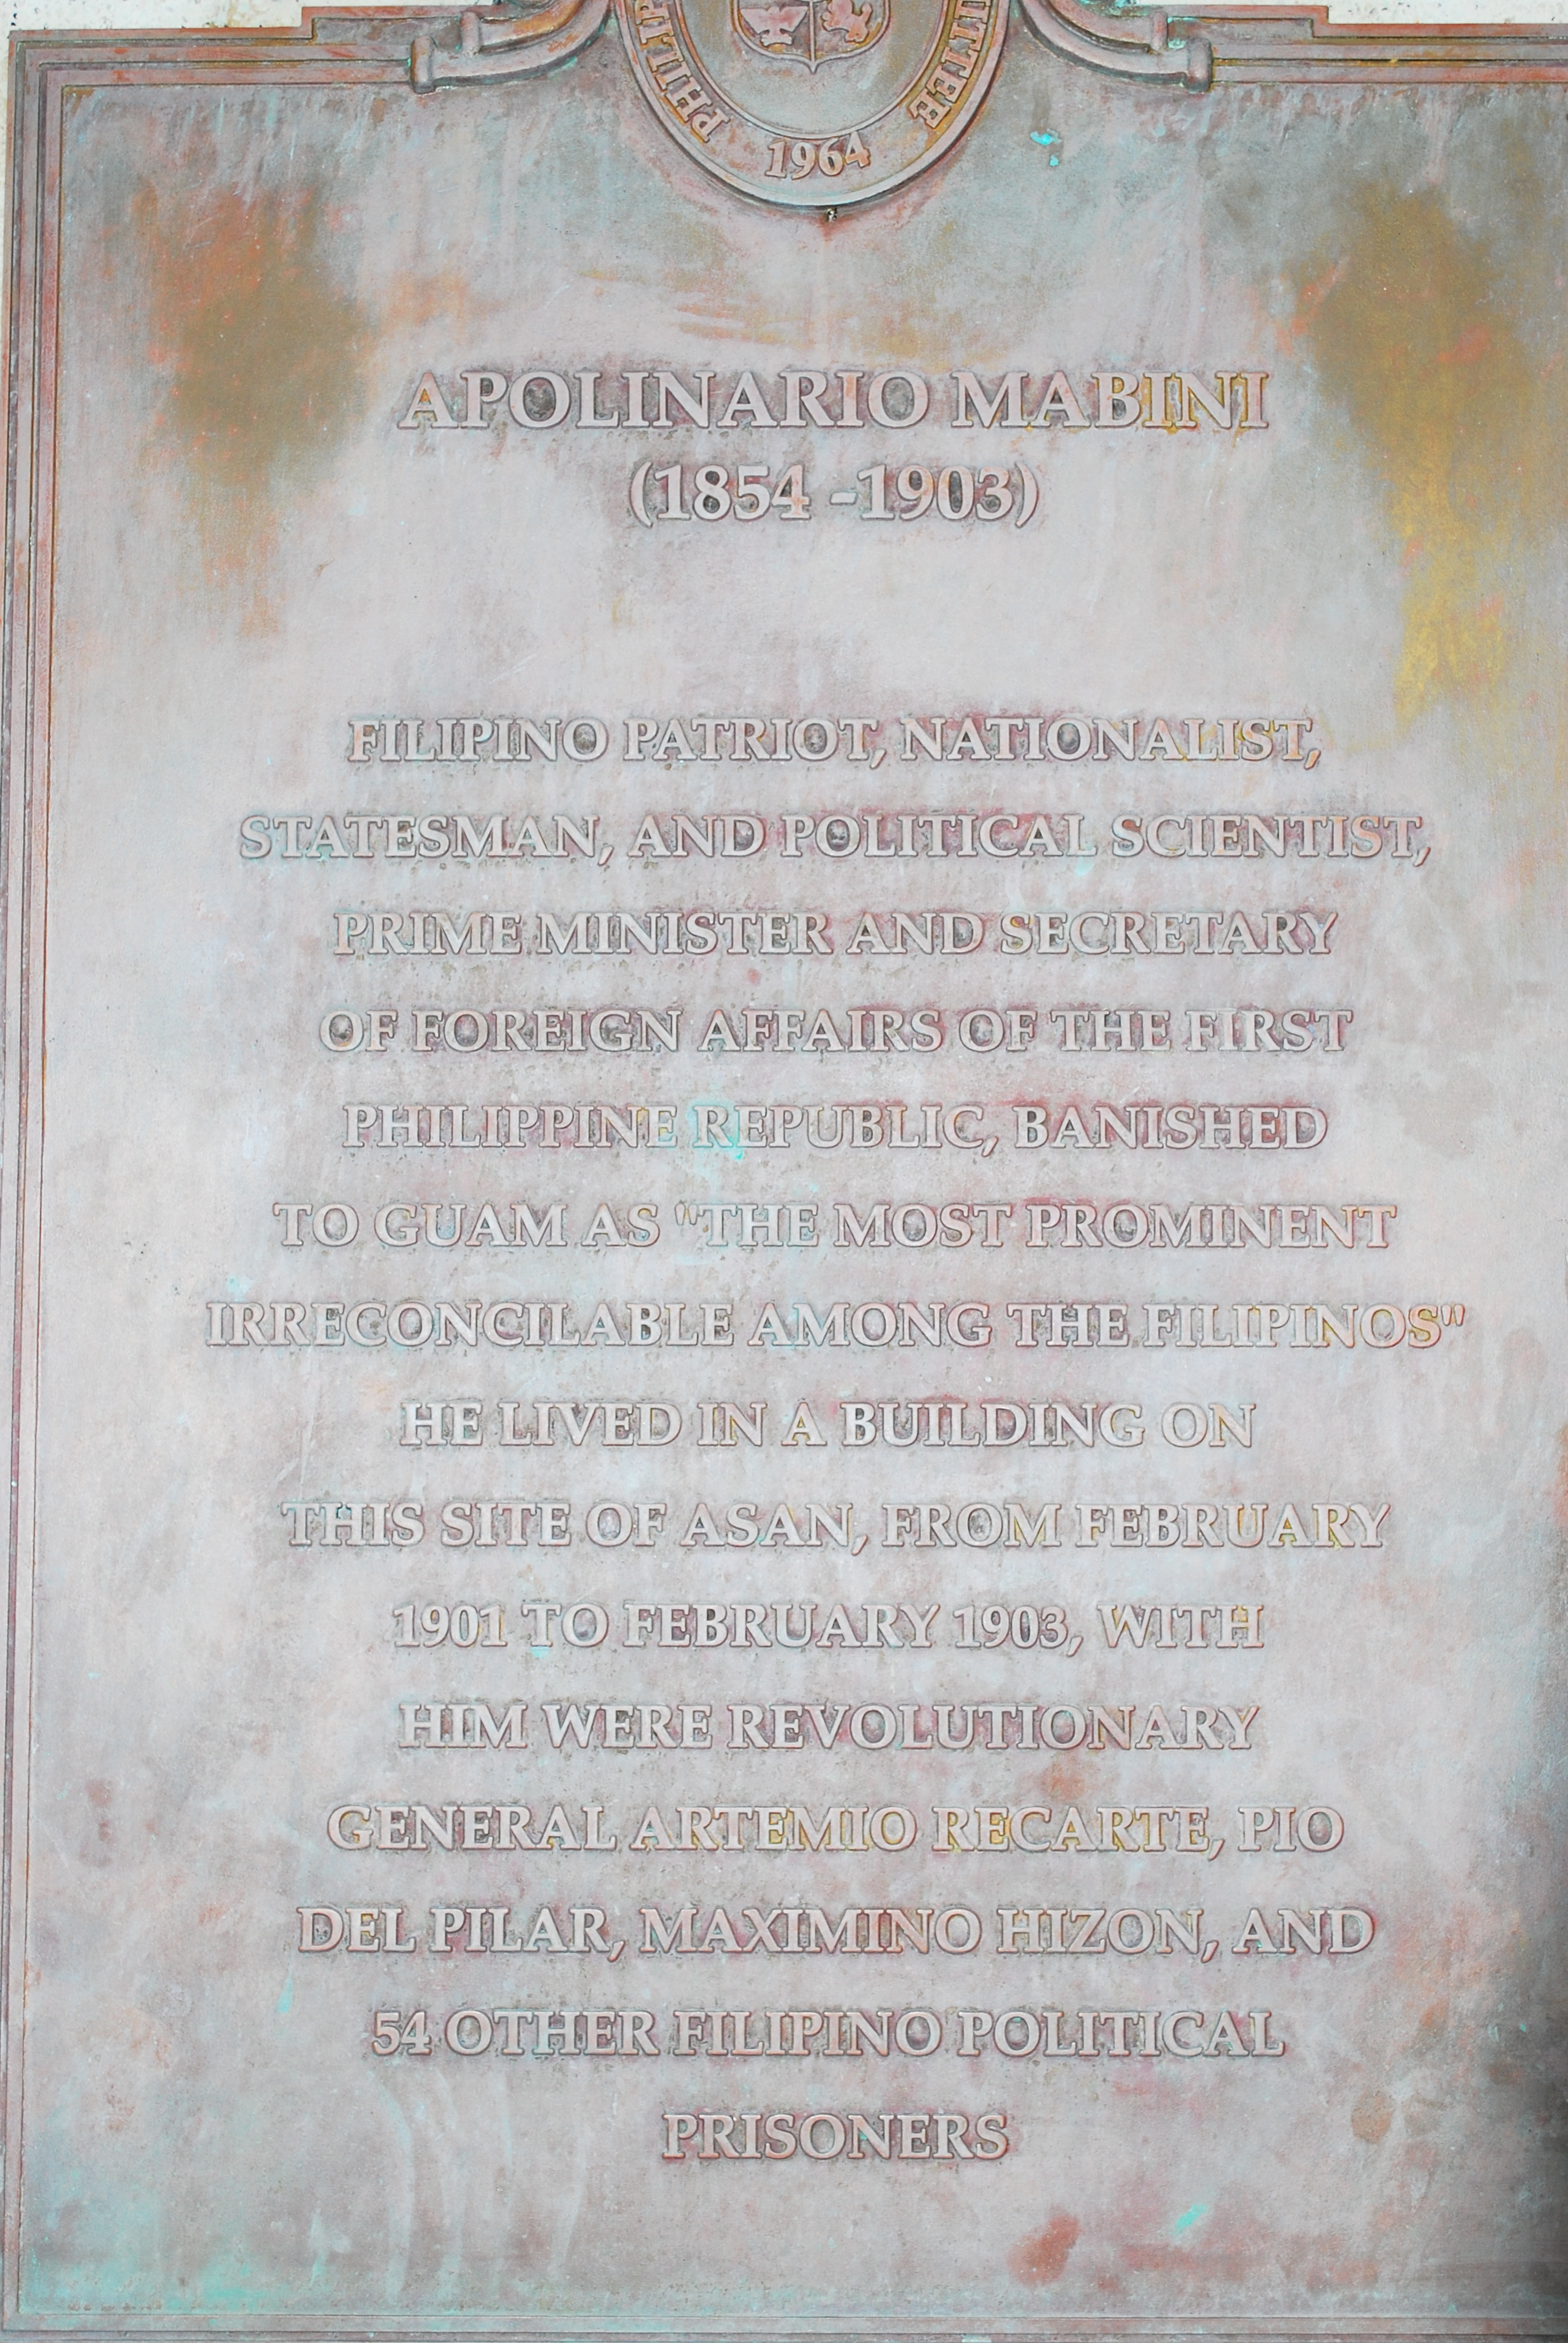 1964
APOLINARIO MABINI
(1854 -1903)
FILIPINO PATRIOT, NATIONALIST,
STATESMAN, AND POLITICAL SCIENTIST,
PRIME MINISTER AND SECRETARY
OF FOREIGN AFFAIRS OF THE FIRST
PHILIPPINE REPUBLIC, BANISHED
TO GUAM AS "THE MOST PROMINENT
IRRECONCILABLE AMONG THE FILIPINOS"
HE LIVED IN A BUILDING ON
THIS SITE OF ASAN, FROM FEBRUARY
1901 TO FEBRUARY 1903, WITH
HIM WERE REVOLUTIONARY
GENERAL ARTEMIO RECARTE, PIO
DEL PILAR, MAXIMINO HIZON, AND
54 OTHER FILIPINO POLITICAL
PRISONERS